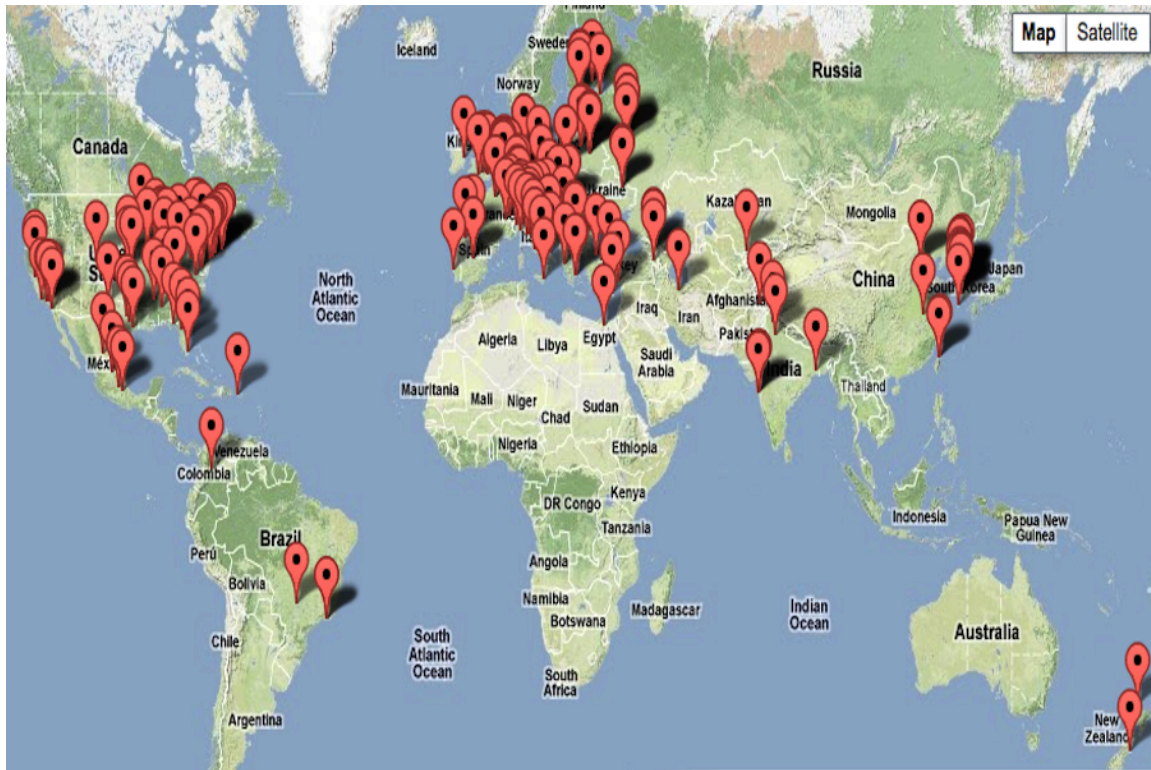 Finland
Map
Satellite
Iceland
Sweden
Russia
Norway
Canada
Ukraine
Kazakhstan
Mongolia
Spain
China
Japan
South Korea
North
Atlantic
Ocean
Iraq
Iran
Afghanistan
Algeria
Libya
Egypt
Saudi
Arabia
India
Méx
Thailand
Mauritania
Mali
Niger
Chad
Sudan
Nigeria
Ethiopia
Venezuela
Colombia
DR Congo
Kenya
Indonesia
Papua New
Guinea
Tanzania
Brazil
Perú
Angola
Bolivia
Namibia
Botswana
Madagascar
Indian
Ocean
Chile
South
Atlantic
Ocean
Australia
South
Africa
Argentina
New
Zealand